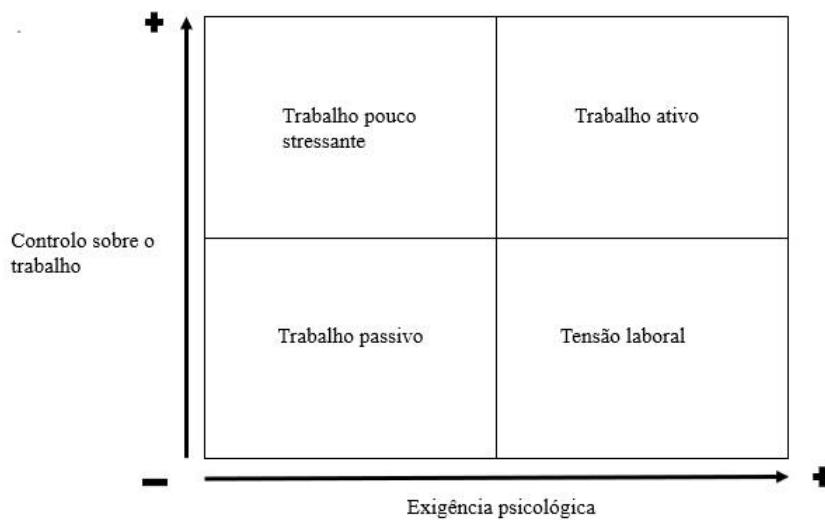 +
Trabalho pouco
stressante
Trabalho ativo
Controlo sobre o
trabalho
Trabalho passivo
Tensão laboral
–
+
Exigência psicológica